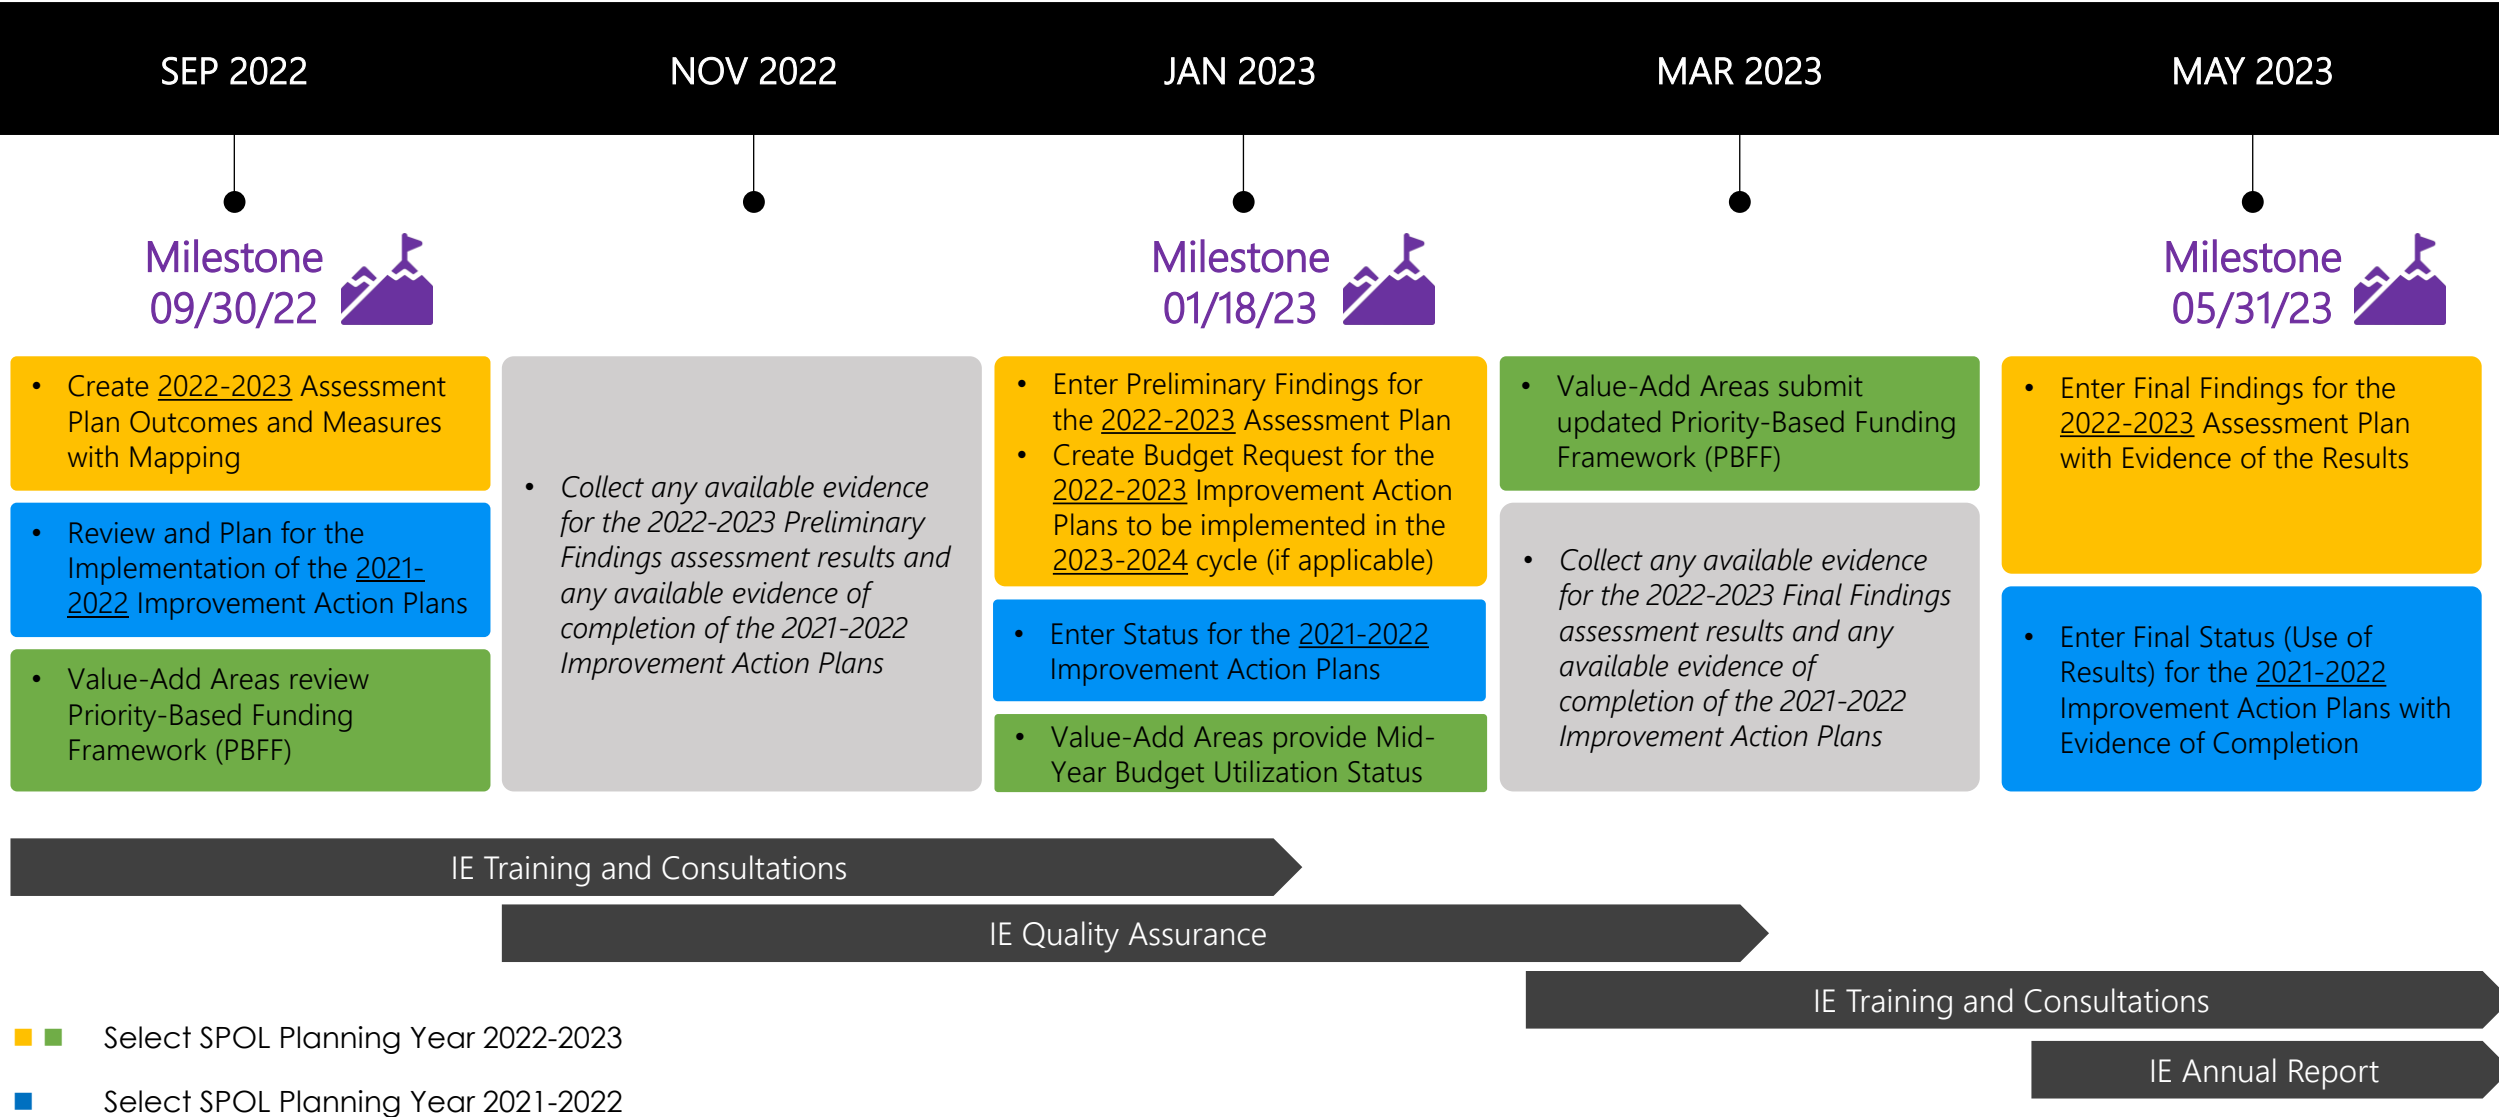 SEP 2022
NOV 2022
JAN 2023
MAR 2023
MAY 2023
Milestone
09/30/22
Milestone
01/18/23
Milestone
05/31/23
• Create 2022-2023 Assessment
Plan Outcomes and Measures
with Mapping
• Review and Plan for the
Implementation of the 2021-
2022 Improvement Action Plans
• Value-Add Areas review
Priority-Based Funding
Framework (PBFF)
• Collect any available evidence
for the 2022-2023 Preliminary
Findings assessment results and
any available evidence of
completion of the 2021-2022
Improvement Action Plans
• Enter Preliminary Findings for
the 2022-2023 Assessment Plan
• Create Budget Request for the
2022-2023 Improvement Action
Plans to be implemented in the
2023-2024 cycle (if applicable)
• Enter Status for the 2021-2022
Improvement Action Plans
• Value-Add Areas provide Mid-
Year Budget Utilization Status
• Value-Add Areas submit
updated Priority-Based Funding
Framework (PBFF)
• Collect any available evidence
for the 2022-2023 Final Findings
assessment results and any
available evidence of
completion of the 2021-2022
Improvement Action Plans
• Enter Final Findings for the
2022-2023 Assessment Plan
with Evidence of the Results
• Enter Final Status (Use of
Results) for the 2021-2022
Improvement Action Plans with
Evidence of Completion
IE Training and Consultations
IE Quality Assurance
IE Training and Consultations
IE Annual Report
Select SPOL Planning Year 2022-2023
Select SPOL Planning Year 2021-2022